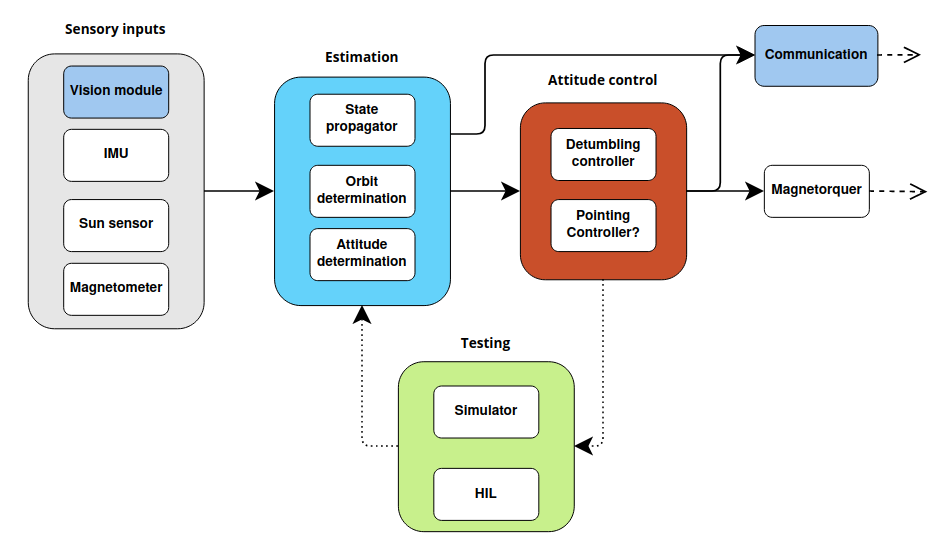 Sensory inputs
Vision module
IMU
Sun sensor
Magnetometer
Estimation
State
propagator
Orbit
determination
Attitude
determination
Attitude control
Detumbling
controller
Pointing
Controller?
Communication
Magnetorquer
Testing
Simulator
HIL